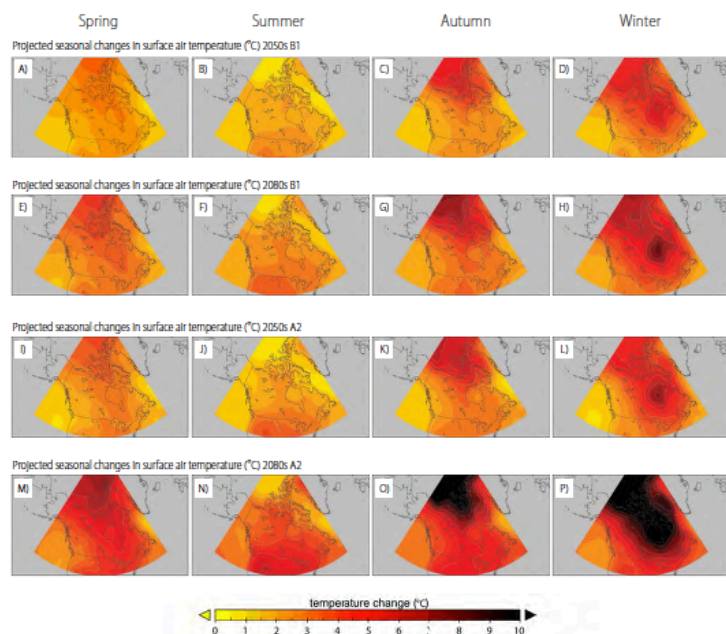 Spring Summer Autumn Winter
Projected seasonal changes in surface air temperature (°C) 2050s B1
A) B) C) D)
Projected seasonal changes in surface air temperature (°C) 2080s B1
E) F) G) H)
Projected seasonal changes in surface air temperature (°C) 2050s A2
I) J) K) L)
Projected seasonal changes in surface air temperature (°C) 2080s A2
M) N) O) P)
temperature change (°C)
0 1 2 3 4 5 6 7 8 9 10